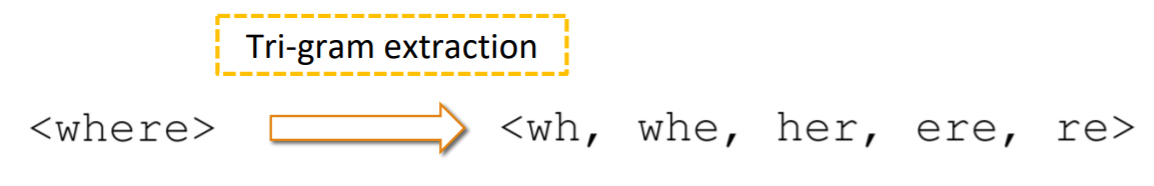 Tri-gram extraction
<where> <wh, whe, her, ere, re>